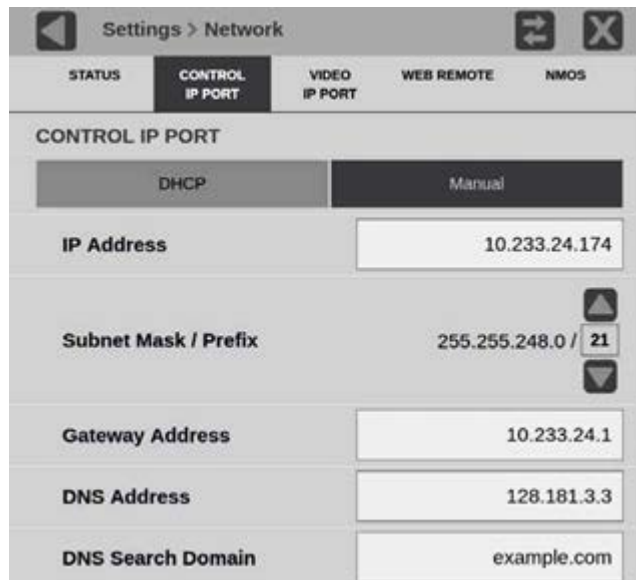 Settings > Network
STATUS CONTROL IP PORT VIDEO IP PORT WEB REMOTE NMOS
CONTROL IP PORT
DHCP Manual
IP Address 10.233.24.174
Subnet Mask / Prefix 255.255.248.0 / 21
Gateway Address 10.233.24.1
DNS Address 128.181.3.3
DNS Search Domain example.com